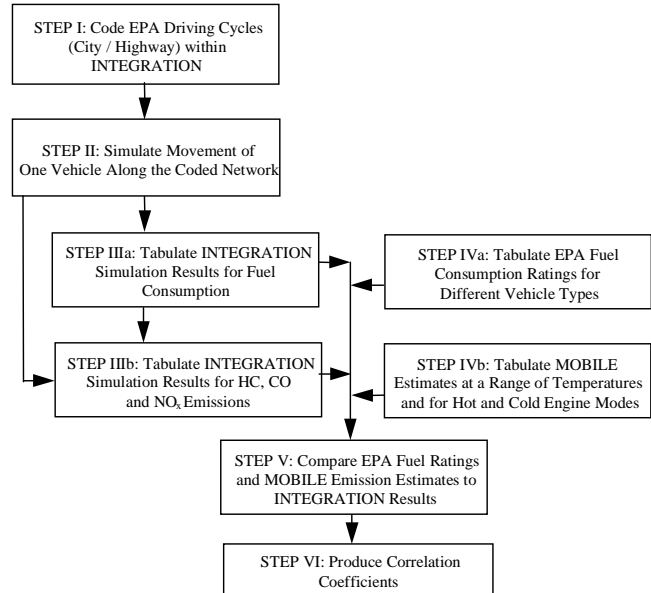 STEP I: Code EPA Driving Cycles
(City / Highway) within
INTEGRATION
STEP II: Simulate Movement of
One Vehicle Along the Coded Network
STEP IIIa: Tabulate INTEGRATION
Simulation Results for Fuel
Consumption
STEP IVa: Tabulate EPA Fuel
Consumption Ratings for
Different Vehicle Types
STEP IIIb: Tabulate INTEGRATION
Simulation Results for HC, CO
and NOx Emissions
STEP IVb: Tabulate MOBILE
Estimates at a Range of Temperatures
and for Hot and Cold Engine Modes
STEP V: Compare EPA Fuel Ratings
and MOBILE Emission Estimates to
INTEGRATION Results
STEP VI: Produce Correlation
Coefficients